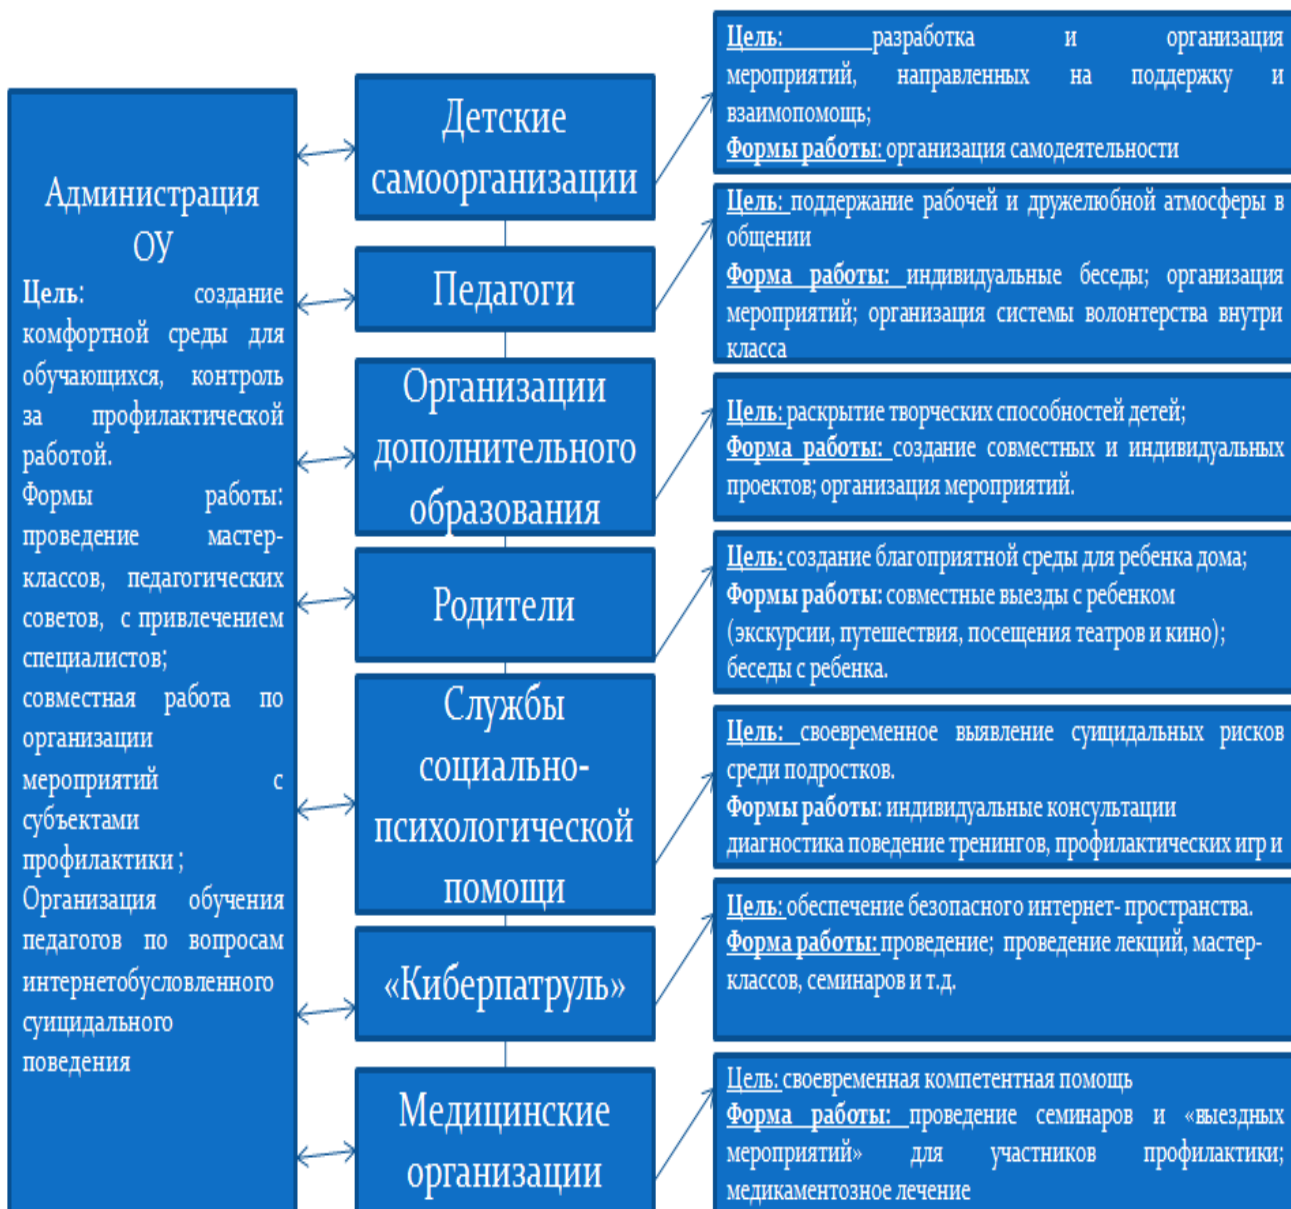 Администрация
ОУ
Цель: создание
комфортной среды для
обучающихся, контроль
за профилактической
работой.
Формы работы:
проведение мастер-
классов, педагогических
советов, с привлечением
специалистов;
совместная работа по
организации
мероприятий с
субъектами
профилактики ;
Организация обучения
педагогов по вопросам
интернетобусловленного
суицидального
поведения
Детские
самоорганизации
Педагоги
Организации
дополнительного
образования
Родители
Службы
социально-
психологической
помощи
«Киберпатруль»
Медицинские
организации
Цель: разработка и организация
мероприятий, направленных на поддержку и
взаимопомощь;
Формы работы: организация самодеятельности
Цель: поддержание рабочей и дружелюбной атмосферы в
общении
Форма работы: индивидуальные беседы; организация
мероприятий; организация системы волонтерства внутри
класса
Цель: раскрытие творческих способностей детей;
Форма работы: создание совместных и индивидуальных
проектов; организация мероприятий.
Цель: создание благоприятной среды для ребенка дома;
Формы работы: совместные выезды с ребенком
(экскурсии, путешествия, посещения театров и кино);
беседы с ребенка.
Цель: своевременное выявление суицидальных рисков
среди подростков.
Формы работы: индивидуальные консультации
диагностика поведение тренингов, профилактических игр и
Цель: обеспечение безопасного интернет- пространства.
Форма работы: проведение; проведение лекций, мастер-
классов, семинаров и т.д.
Цель: своевременная компетентная помощь
Форма работы: проведение семинаров и «выездных
мероприятий» для участников профилактики;
медикаментозное лечение